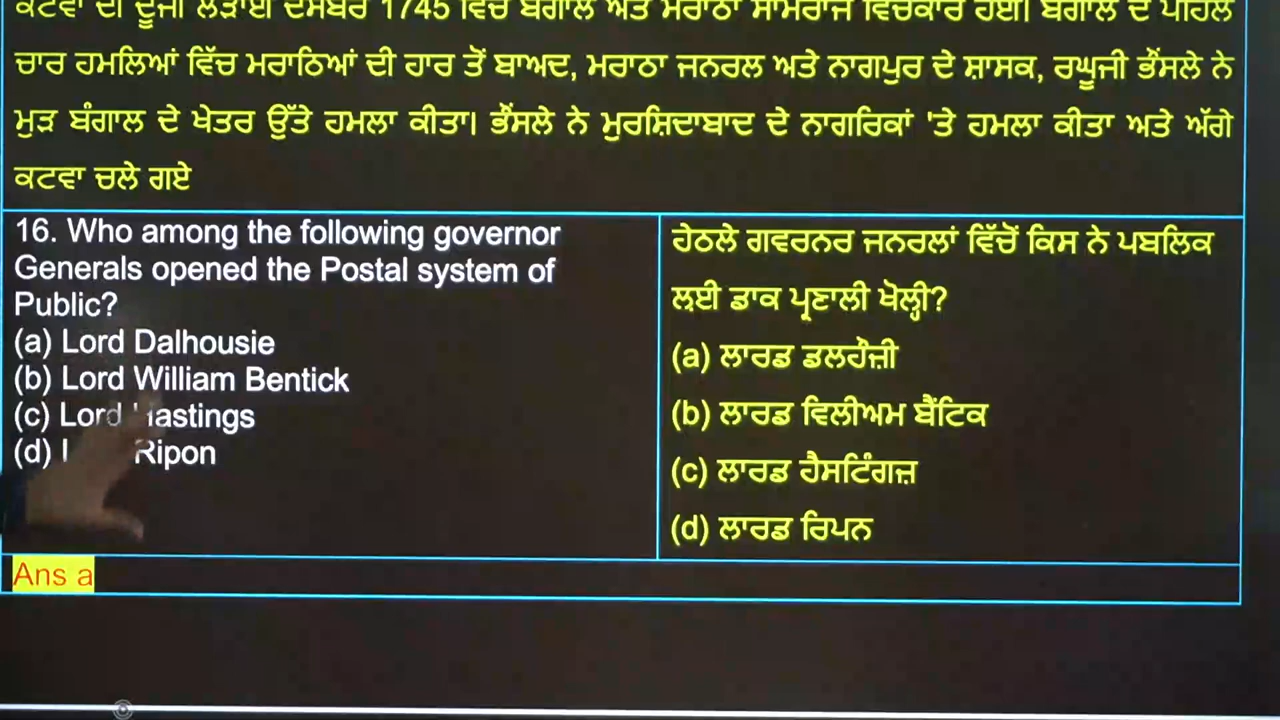 ਕਟਵਾ ਦੀ ਦੂਜੀ ਲੜਾਈ ਦਸੰਬਰ 1745 ਵਿੱਚ ਬੰਗਾਲ ਅਤੇ ਮਰਾਠਾ ਸਾਮਰਾਜ ਵਿਚਕਾਰ ਹੋਈ। ਬੰਗਾਲ ਦੇ ਪਹਿਲੇ
ਚਾਰ ਹਮਲਿਆਂ ਵਿੱਚ ਮਰਾਠਿਆਂ ਦੀ ਹਾਰ ਤੋਂ ਬਾਅਦ, ਮਰਾਠਾ ਜਨਰਲ ਅਤੇ ਨਾਗਪੁਰ ਦੇ ਸ਼ਾਸਕ, ਰਘੂਜੀ ਭੌਂਸਲੇ ਨੇ
ਮੁੜ ਬੰਗਾਲ ਦੇ ਖੇਤਰ ਉੱਤੇ ਹਮਲਾ ਕੀਤਾ। ਭੌਂਸਲੇ ਨੇ ਮੁਰਸ਼ਿਦਾਬਾਦ ਦੇ ਨਾਗਰਿਕਾਂ 'ਤੇ ਹਮਲਾ ਕੀਤਾ ਅਤੇ ਅੱਗੇ
ਕਟਵਾ ਚਲੇ ਗਏ
16. Who among the following governor
Generals opened the Postal system of
Public?
(a) Lord Dalhousie
(b) Lord William Bentick
(c) Lord Hastings
(d) Ripon
ਹੇਠਲੇ ਗਵਰਨਰ ਜਨਰਲਾਂ ਵਿੱਚੋਂ ਕਿਸ ਨੇ ਪਬਲਿਕ
ਲਈ ਡਾਕ ਪ੍ਰਣਾਲੀ ਖੋਲ੍ਹੀ?
(a) ਲਾਰਡ ਡਲਹੌਜ਼ੀ
(b) ਲਾਰਡ ਵਿਲੀਅਮ ਬੈਂਟਿਕ
(c) ਲਾਰਡ ਹੈਸਟਿੰਗਜ਼
(d) ਲਾਰਡ ਰਿਪਨ
Ans a